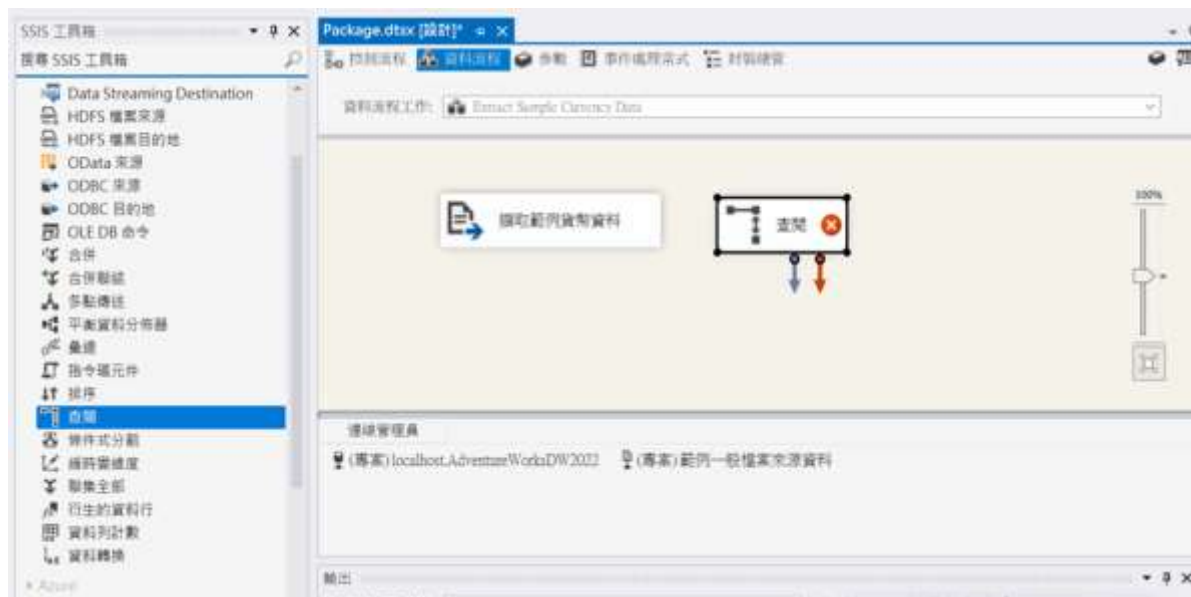 SSIS 工具箱
搜尋 SSIS 工具箱
Data Streaming Destination
HDFS 檔案來源
HDFS 檔案目的地
OData 來源
ODBC 來源
ODBC 目的地
OLE DB 命令
合併
合併聯結
多點傳送
平衡資料分佈器
彙總
指令碼元件
排序
查閱
條件式分割
緩時變維度
聯集全部
衍生的資料行
資料列計數
資料轉換
Azure
Package.dtsx [設計]*
控制流程 資料流程 參數 事件處理常式 封裝總管
資料流程工作: Extract Sample Currency Data
擷取範例貨幣資料
查閱
100%
連線管理員
(專案) localhost.AdventureWorksDW2022 (專案) 範例一般檔案來源資料
輸出